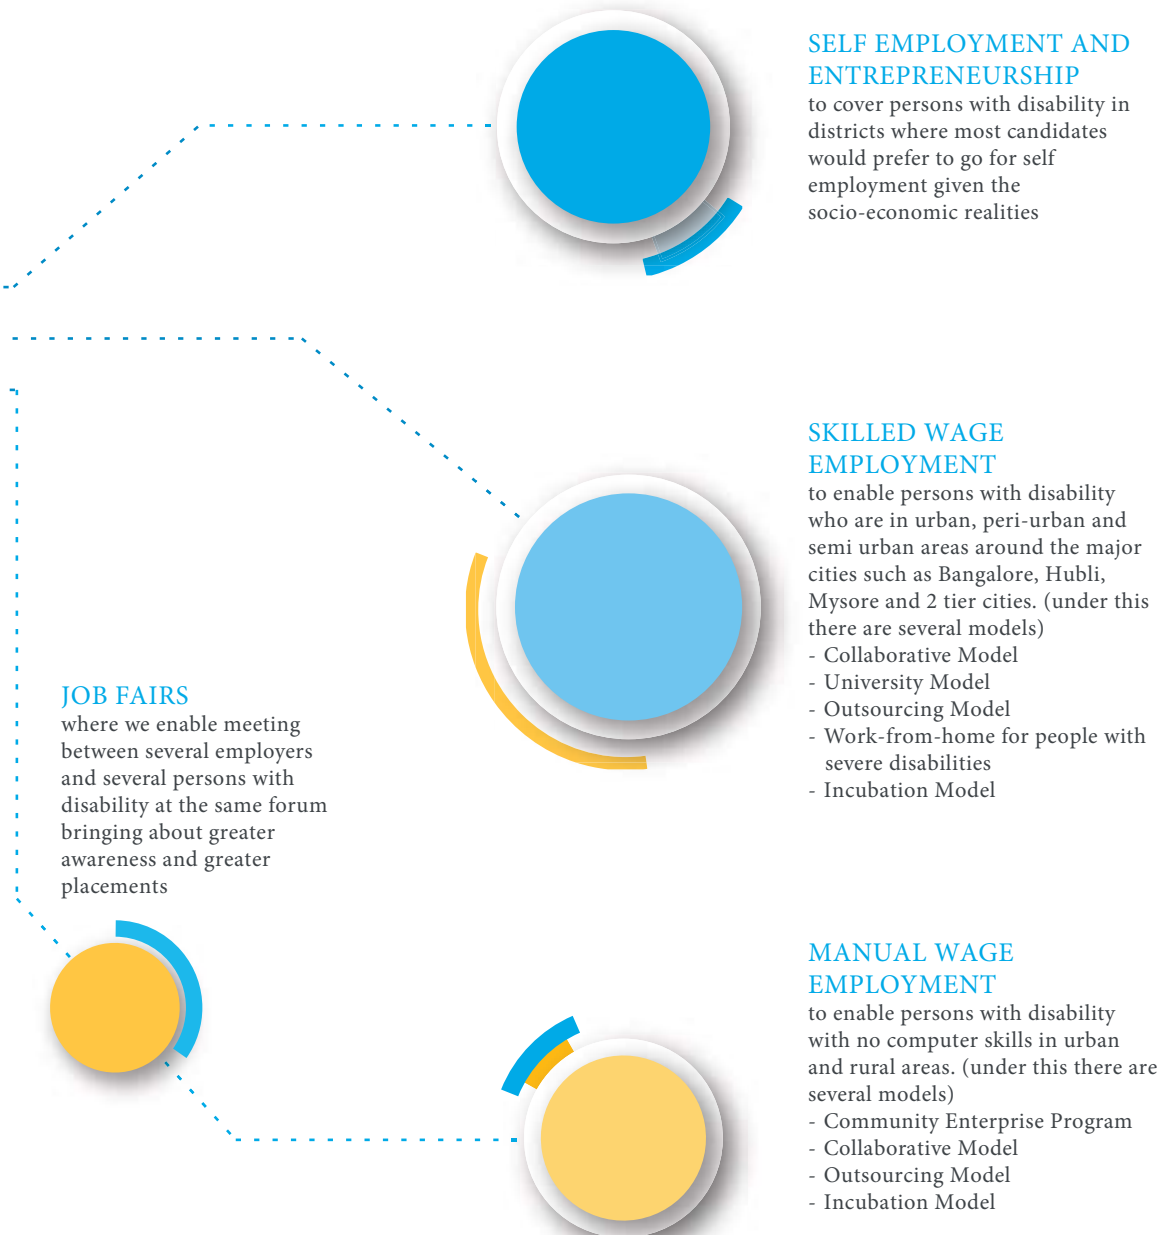 SELF EMPLOYMENT AND
ENTREPRENEURSHIP
to cover persons with disability in
districts where most candidates
would prefer to go for self
employment given the
socio-economic realities
SKILLED WAGE
EMPLOYMENT
to enable persons with disability
who are in urban, peri-urban and
semi urban areas around the major
cities such as Bangalore, Hubli,
Mysore and 2 tier cities. (under this
there are several models)
- Collaborative Model
- University Model
- Outsourcing Model
- Work-from-home for people with
severe disabilities
- Incubation Model
JOB FAIRS
where we enable meeting
between several employers
and several persons with
disability at the same forum
bringing about greater
awareness and greater
placements
MANUAL WAGE
EMPLOYMENT
to enable persons with disability
with no computer skills in urban
and rural areas. (under this there are
several models)
- Community Enterprise Program
- Collaborative Model
- Outsourcing Model
- Incubation Model